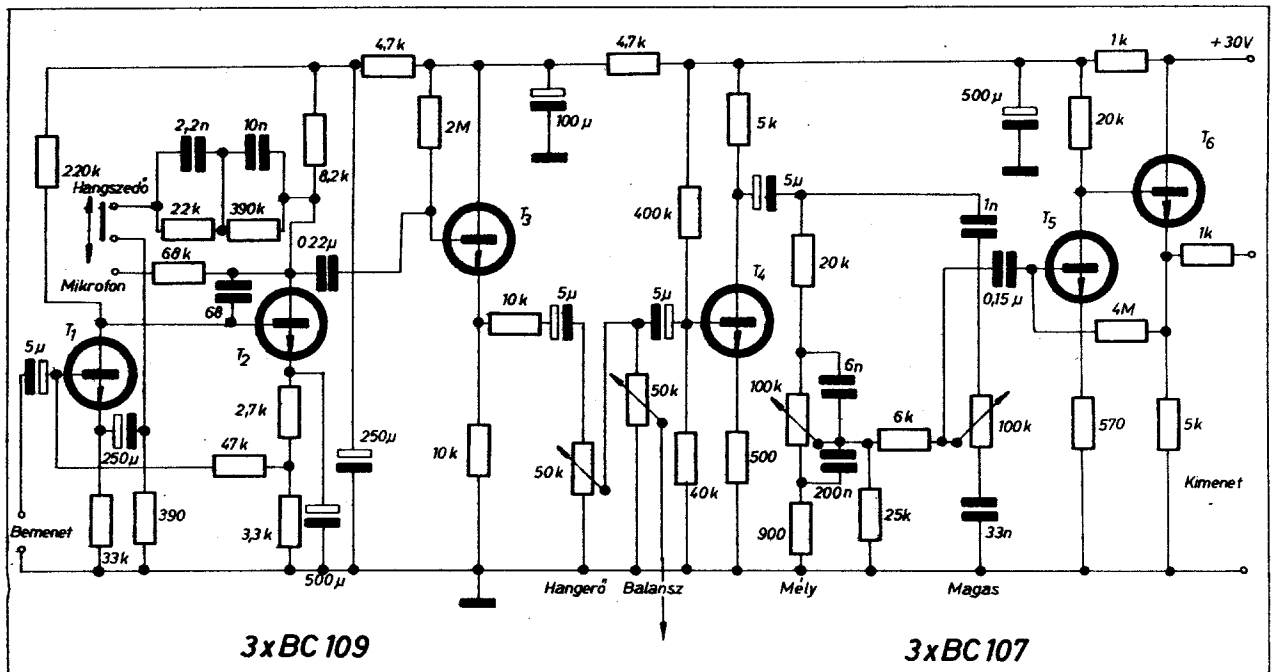 4,7k
4,7k
1k
+30V
2,2n
10n
2M
100µ
5k
500µ
20k
T6
220k
Hangszedő
8,2k
22k
390k
T3
5µ
400k
1n
T5
0.22µ
68k
20k
1k
Mikrofon
68
T4
0,15µ
4M
T1
T2
10k
5µ
5µ
5µ
2,7k
50k
6n
100k
6k
100k
250µ
47k
250µ
10k
50k
500
570
5k
200n
Bemenet
33k
390
3,3k
40k
900
25k
33n
Kimenet
500µ
Hangerő
Balansz
Mély
Magas
3xBC109
3xBC107